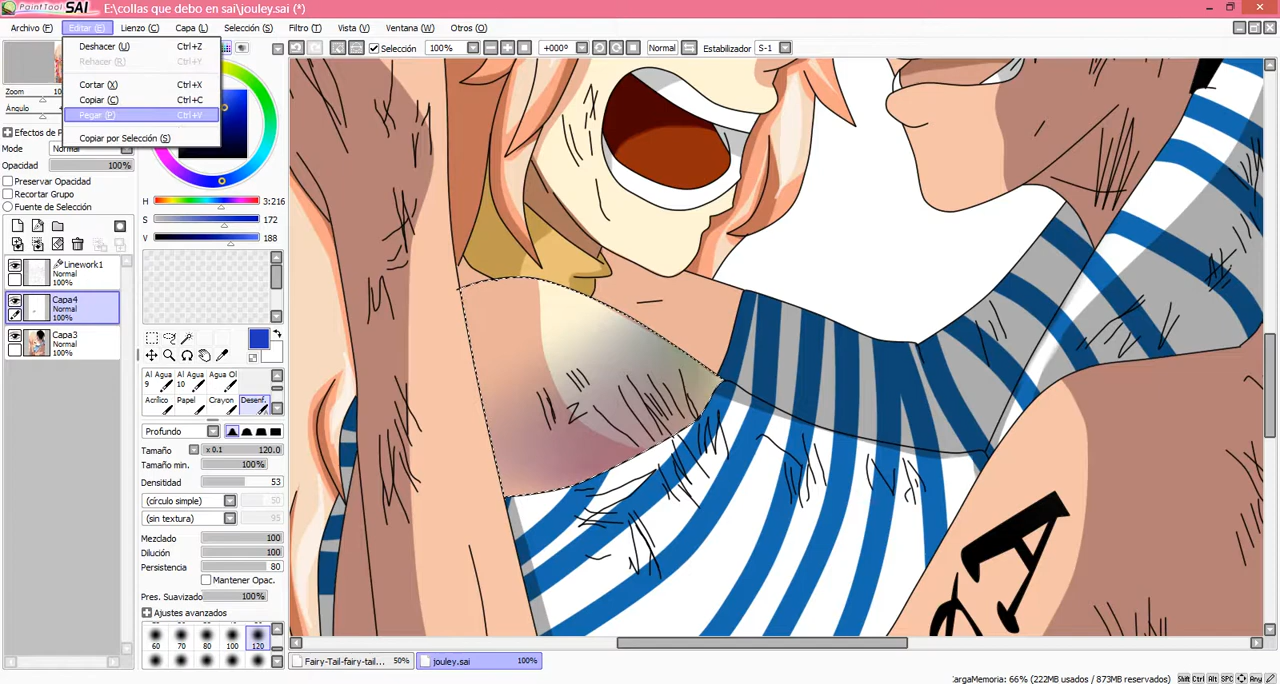 PaintTool SAI E:\collas que debo en sai\jouley.sai (*)
Archivo (F) Editar (E) Lienzo (C) Capa (L) Selección (S) Filtro (T) Vista (V) Ventana (W) Otros (O)
Deshacer (U) Ctrl+Z
Rehacer (R) Ctrl+Y
Cortar (X) Ctrl+X
Copiar (C) Ctrl+C
Pegar (P) Ctrl+V
Copiar por Selección (S)
Selección 100% +000º Normal Estabilizador S-1
Zoom
Ángulo
Efectos de P
Modo Normal
Opacidad 100%
Preservar Opacidad
Recortar Grupo
Fuente de Selección
Linework1
Normal
100%
Capa4
Normal
100%
Capa3
Normal
100%
H 3:216
S 172
V 188
Al Agua 9 Al Agua 10 Agua Ol
Acrílico Papel Crayon Desenf.
Profundo
Tamaño x 0.1 120.0
Tamaño min. 100%
Densitidad 53
(círculo simple) 50
(sin textura) 95
Mezclado 100
Dilución 100
Persistencia 80
Mantener Opac.
Pres. Suavizado 100%
Ajustes avanzados
60 70 80 100 120
A
Fairy-Tail-fairy-tail... 50% jouley.sai 100%
CargaMemoria: 66% (222MB usados / 873MB reservados) Shift Ctrl Alt SPC Any